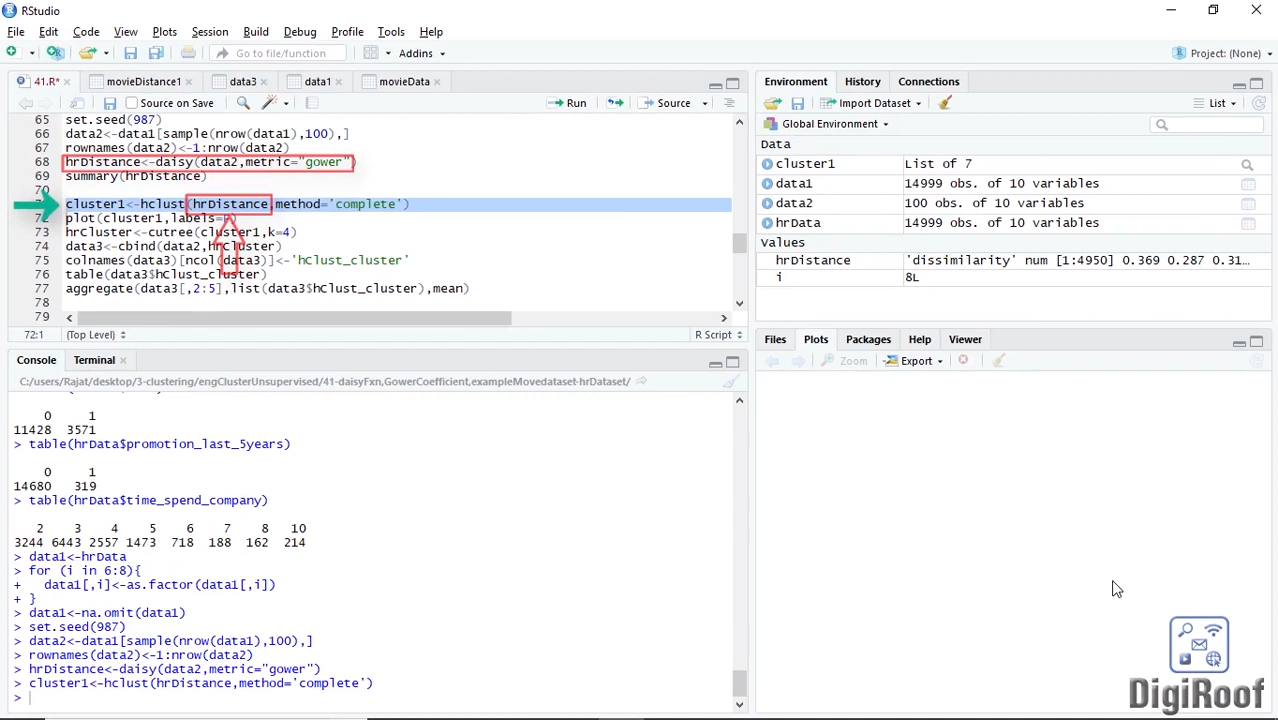 RStudio
File Edit Code View Plots Session Build Debug Profile Tools Help
Go to file/function Addins Project: (None)
41.R* movieDistance1 data3 data1 movieData
Source on Save Run Source
65 set.seed(987)
66 data2<-data1[sample(nrow(data1),100),]
67 rownames(data2)<-1:nrow(data2)
68 hrDistance<-daisy(data2,metric="gower")
69 summary(hrDistance)
70
cluster1<-hclust(hrDistance,method='complete')
72 plot(cluster1,labels= )
73 hrCluster<-cutree(cluster1,k=4)
74 data3<-cbind(data2,hrCluster)
75 colnames(data3)[ncol(data3)]<-'hClust_cluster'
76 table(data3$hClust_cluster)
77 aggregate(data3[,2:5],list(data3$hClust_cluster),mean)
78
79
72:1 (Top Level) R Script
Console Terminal
C:/users/Rajat/desktop/3-clustering/engClusterUnsupervised/41-daisyFxn,GowerCoefficient,exampleMovedataset-hrDataset/
0 1
11428 3571
> table(hrData$promotion_last_5years)
0 1
14680 319
> table(hrData$time_spend_company)
2 3 4 5 6 7 8 10
3244 6443 2557 1473 718 188 162 214
> data1<-hrData
> for (i in 6:8){
+ data1[,i]<-as.factor(data1[,i])
+ }
> data1<-na.omit(data1)
> set.seed(987)
> data2<-data1[sample(nrow(data1),100),]
> rownames(data2)<-1:nrow(data2)
> hrDistance<-daisy(data2,metric="gower")
> cluster1<-hclust(hrDistance,method='complete')
>
Environment History Connections
Import Dataset List
Global Environment
Data
cluster1 List of 7
data1 14999 obs. of 10 variables
data2 100 obs. of 10 variables
hrData 14999 obs. of 10 variables
Values
hrDistance 'dissimilarity' num [1:4950] 0.369 0.287 0.31...
i 8L
Files Plots Packages Help Viewer
Zoom Export
DigiRoof